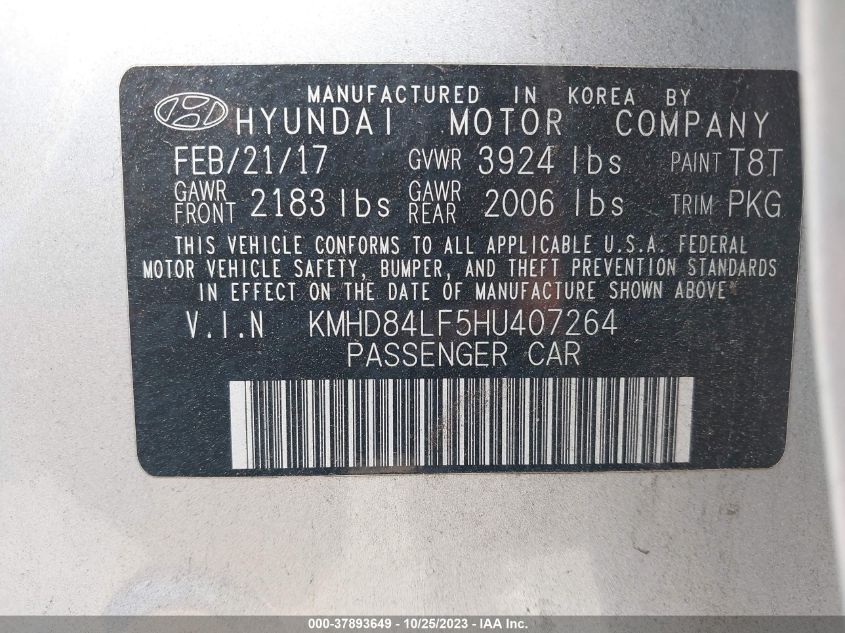 MANUFACTURED IN KOREA BY
HYUNDAI MOTOR COMPANY
FEB/21/17 GVWR 3924 lbs PAINT T8T
GAWR FRONT 2183 lbs GAWR REAR 2006 lbs TRIM PKG
THIS VEHICLE CONFORMS TO ALL APPLICABLE U.S.A. FEDERAL
MOTOR VEHICLE SAFETY, BUMPER, AND THEFT PREVENTION STANDARDS
IN EFFECT ON THE DATE OF MANUFACTURE SHOWN ABOVE
V.I.N KMHD84LF5HU407264
PASSENGER CAR
000-37893649 - 10/25/2023 - IAA Inc.